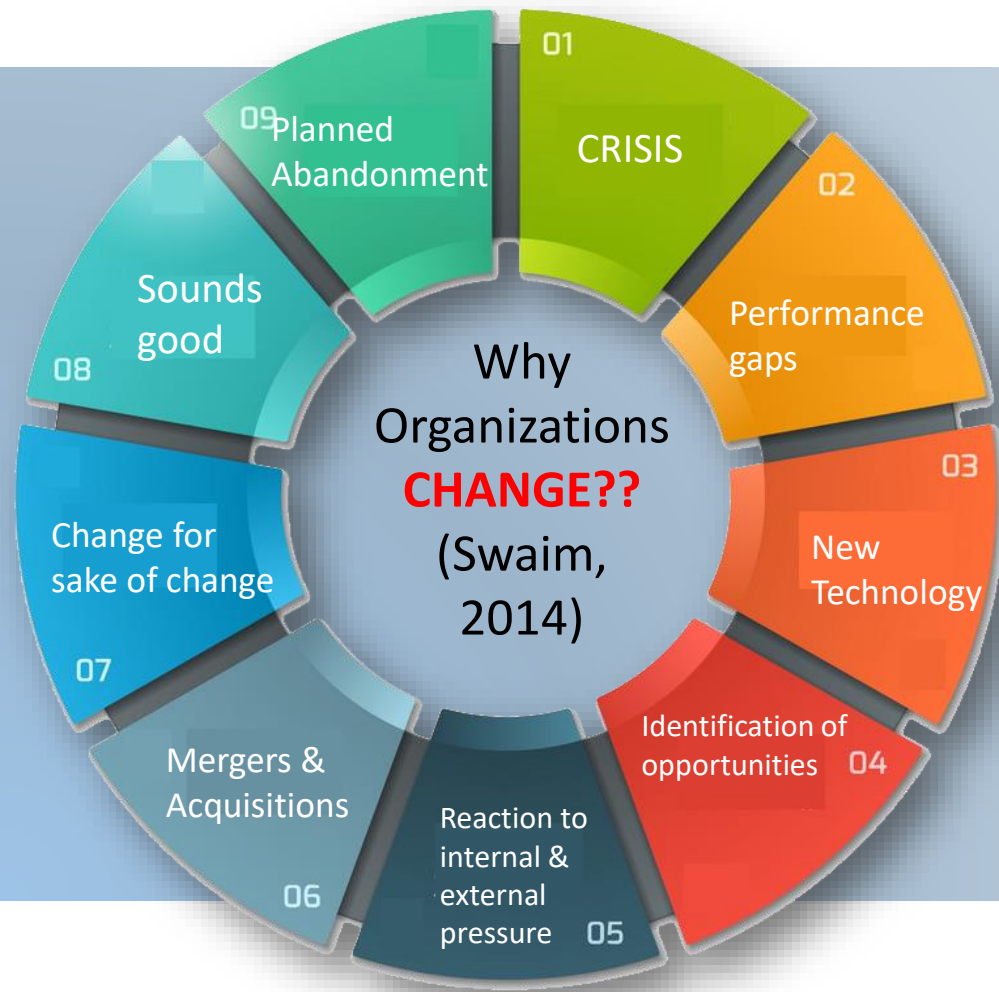 Why
Organizations
CHANGE??
(Swaim,
2014)
01
CRISIS
02
Performance
gaps
03
New
Technology
Identification of
opportunities 04
Reaction to
internal &
external
pressure 05
Mergers &
Acquisitions
06
Change for
sake of change
07
Sounds
good
08
09 Planned
Abandonment